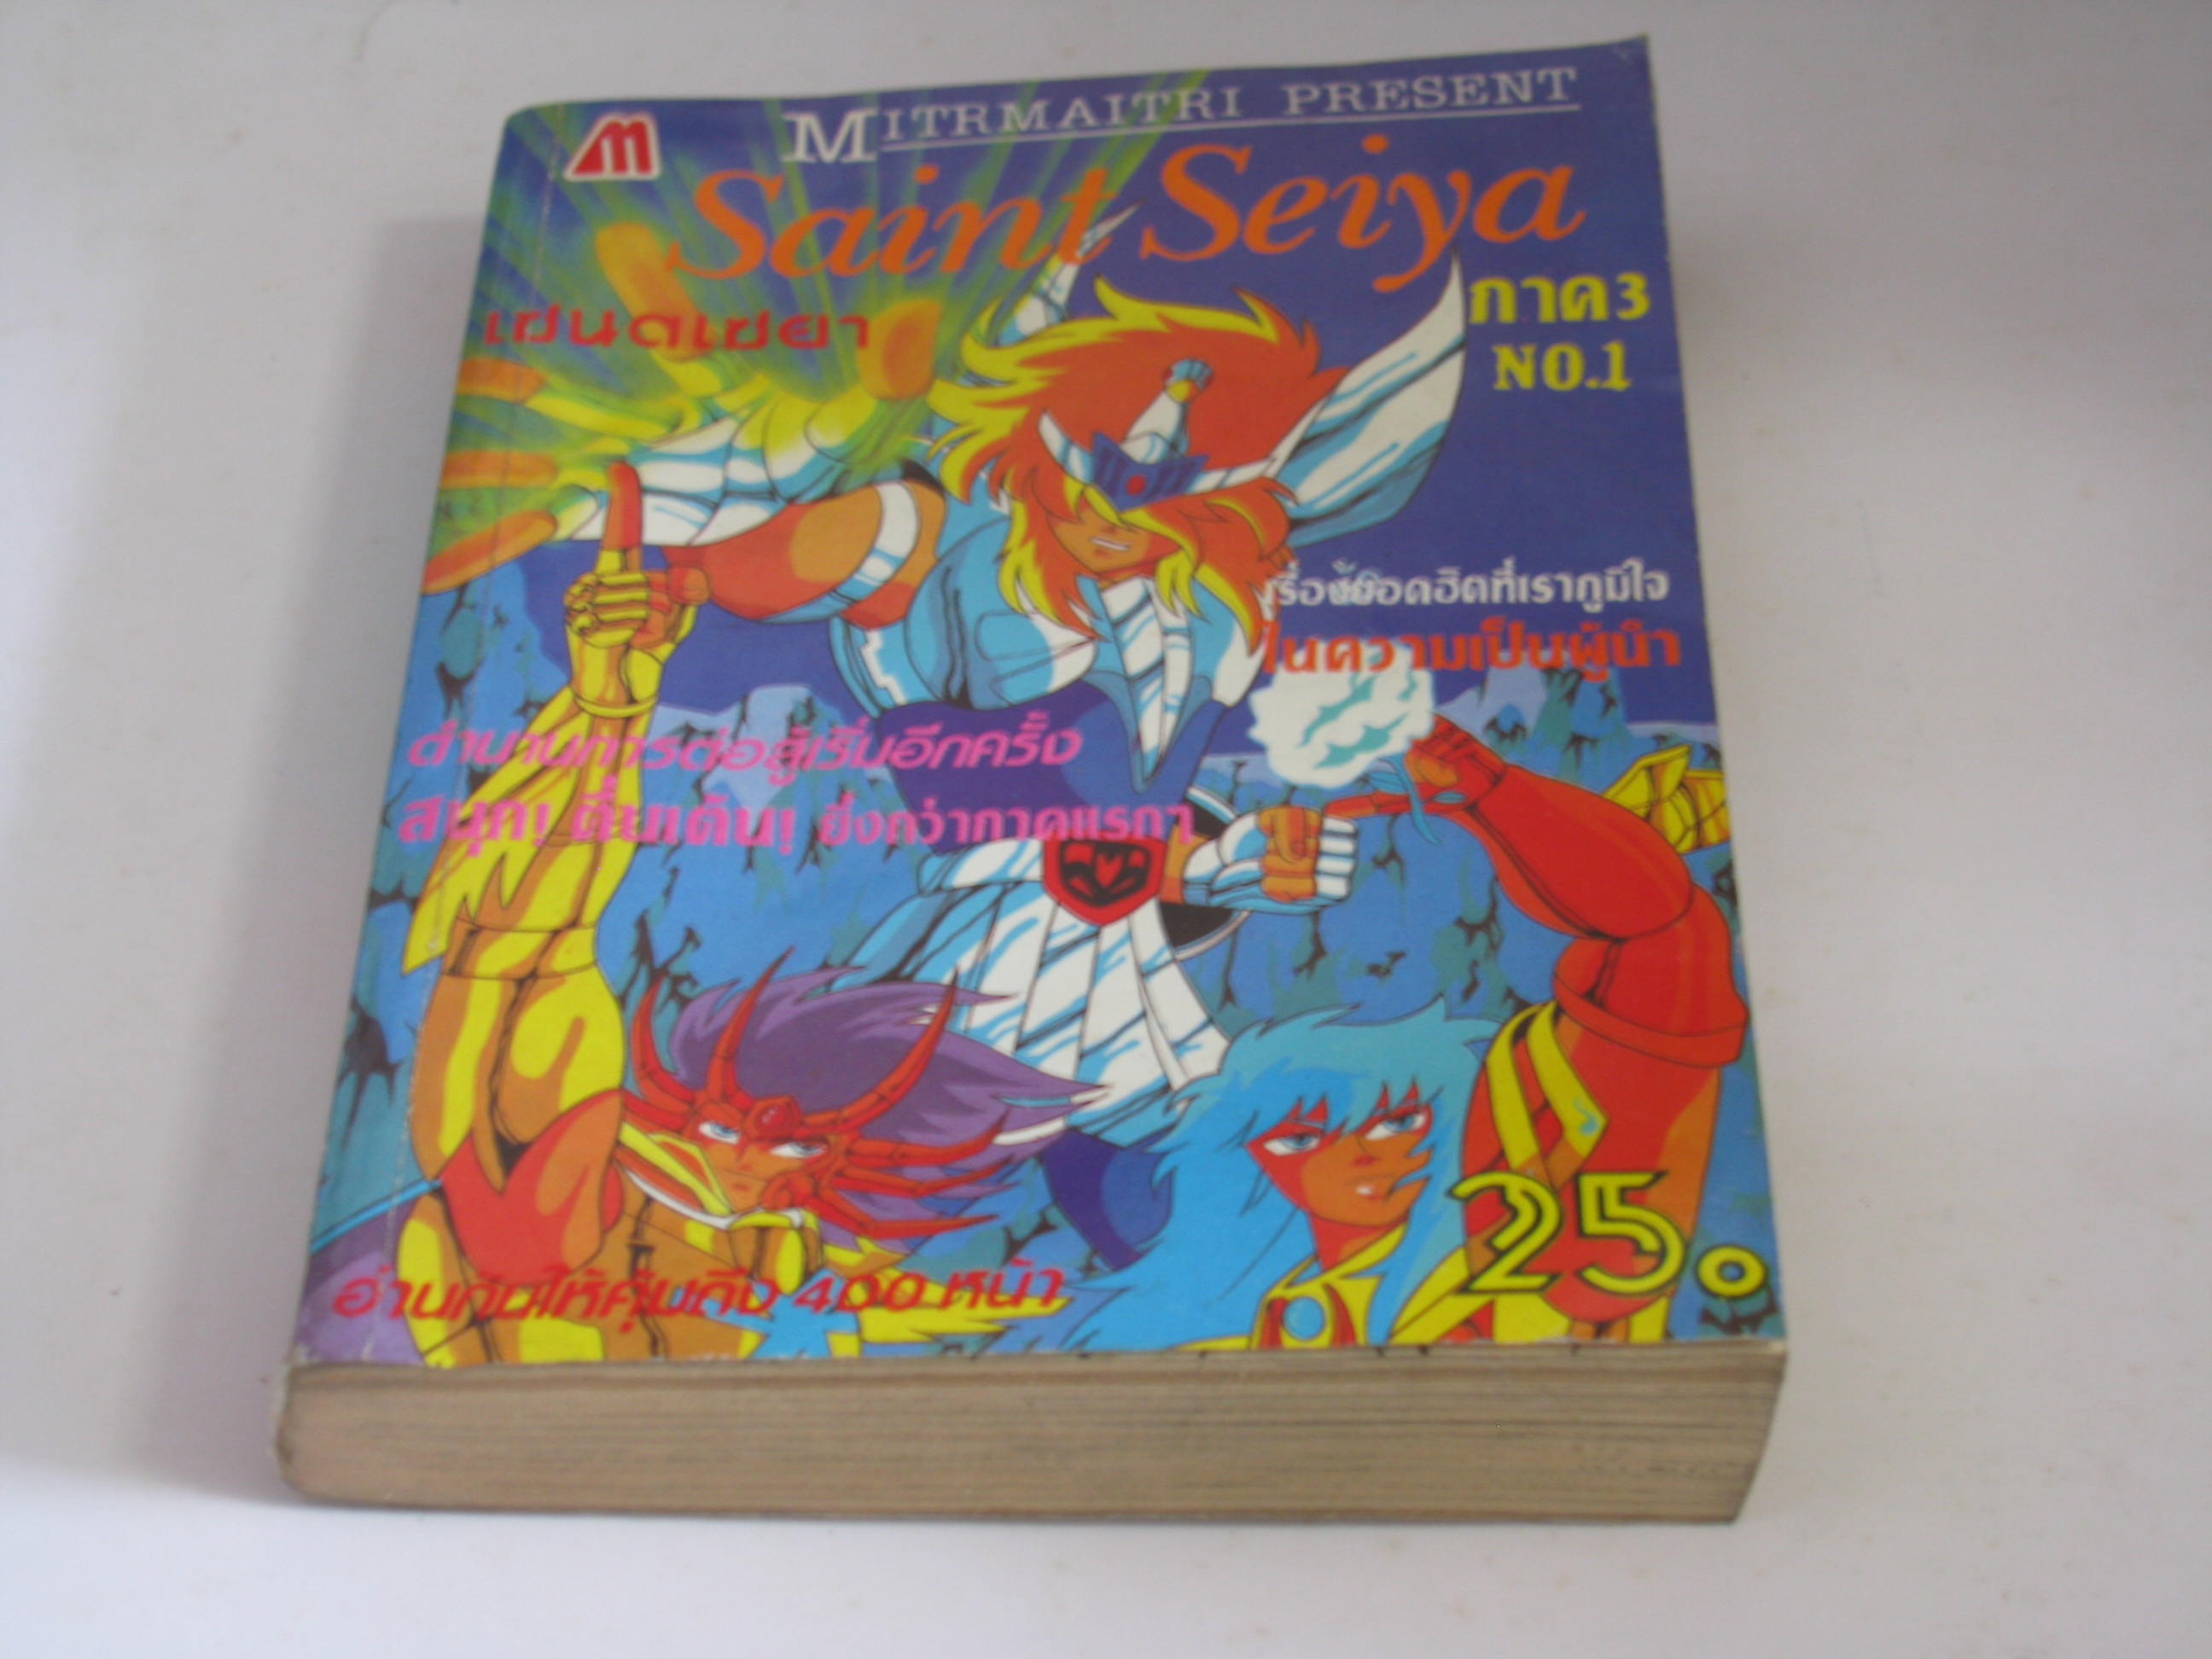 M
MITRMAITRI PRESENT
Saint Seiya
เซนต์เซย่า
ภาค3
NO.1
เรื่องยอดฮิตที่เราภูมิใจ
ในความเป็นผู้นำ
ตำนานการต่อสู้เริ่มอีกครั้ง
สนุก! ตื่นเต้น! ยิ่งกว่าภาคแรกๆ
25.
อ่านกันให้คุ้มถึง 400 หน้า